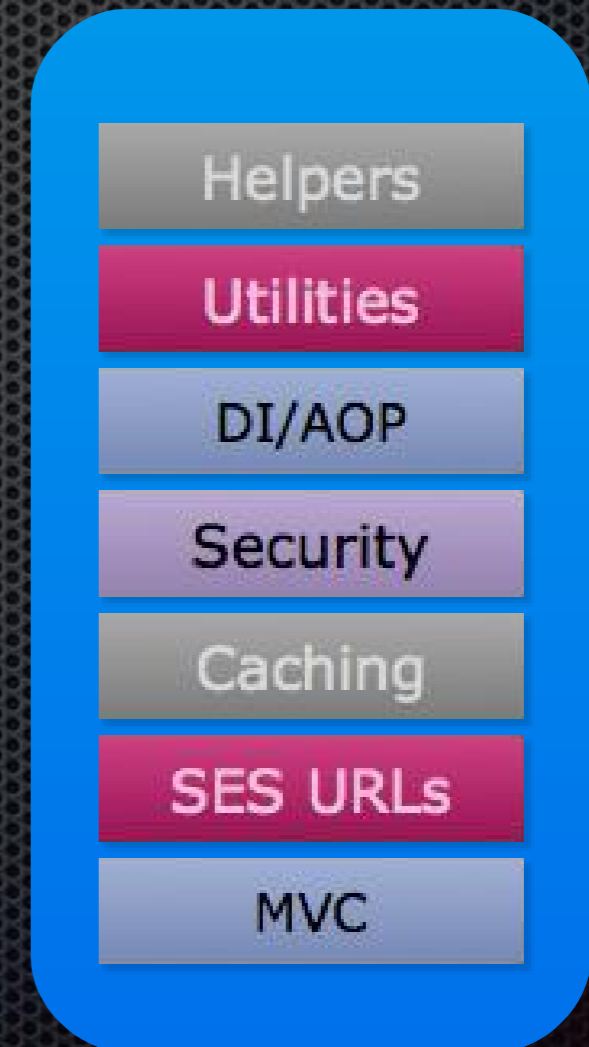 Helpers
Utilities
DI/AOP
Security
Caching
SES URLs
MVC